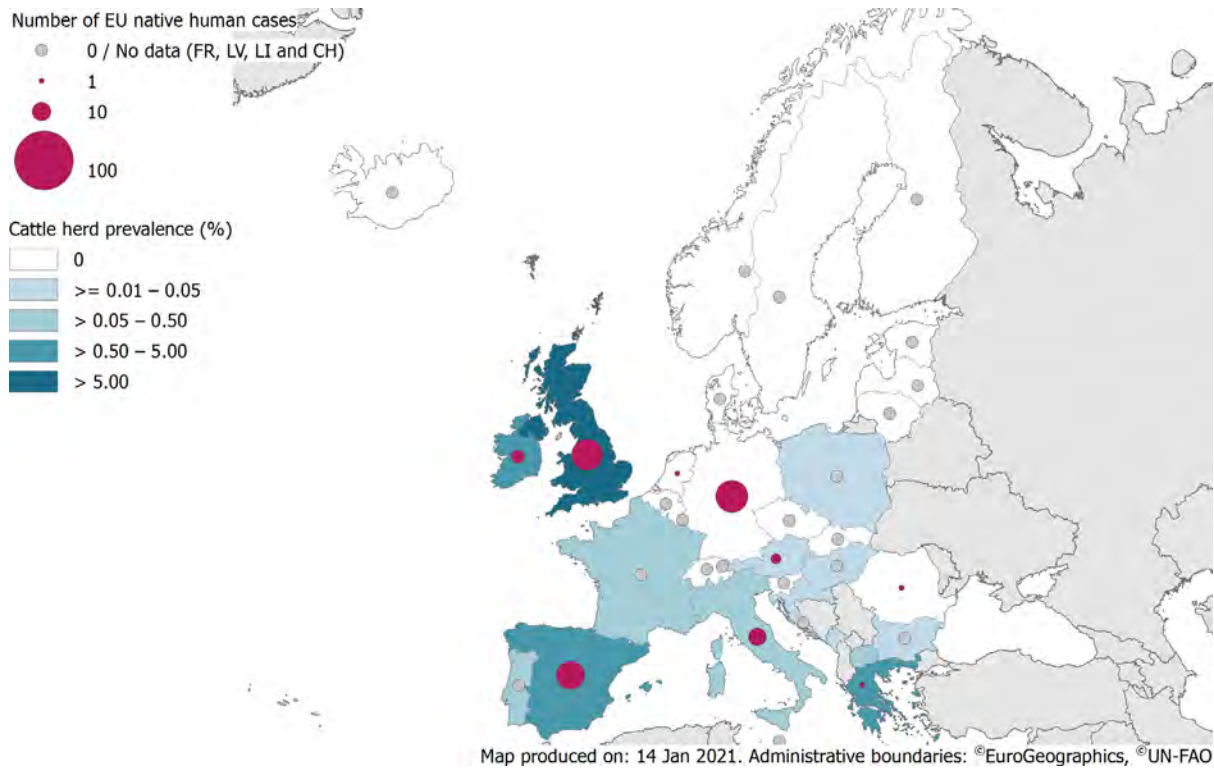 Number of EU native human cases
0 / No data (FR, LV, LI and CH)
1
10
100
Cattle herd prevalence (%)
0
>= 0.01 – 0.05
> 0.05 – 0.50
> 0.50 – 5.00
> 5.00
Map produced on: 14 Jan 2021. Administrative boundaries: ©EuroGeographics, ©UN-FAO